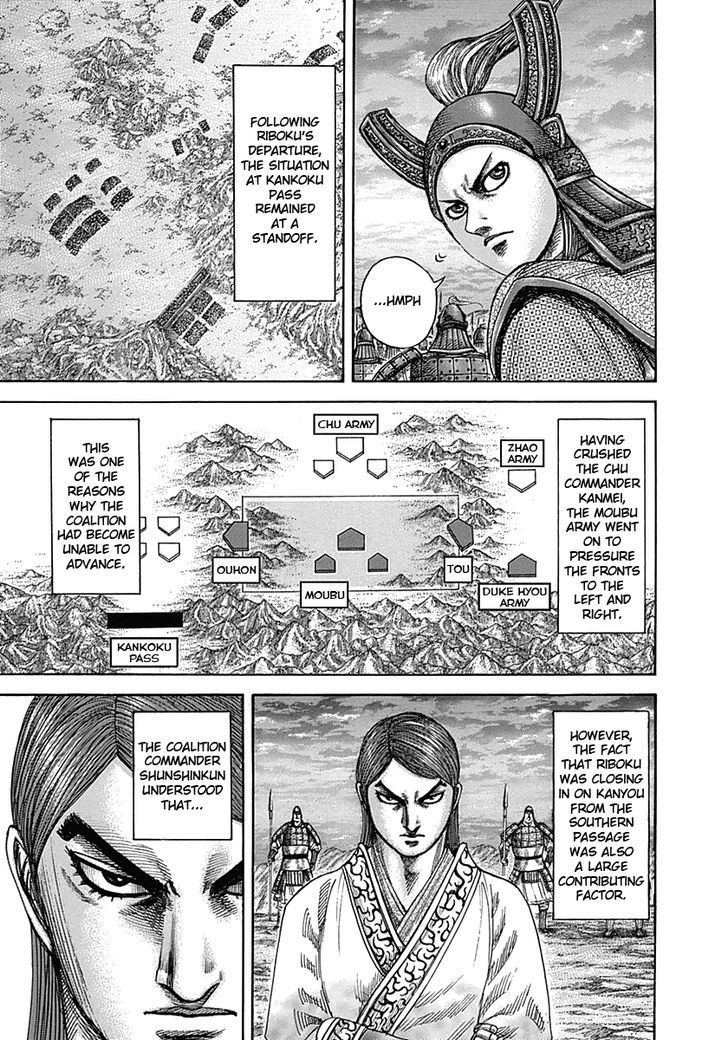 ...HMPH
FOLLOWING
RIBOKU'S
DEPARTURE,
THE SITUATION
AT KANKOKU
PASS
REMAINED
AT A
STANDOFF.
HAVING
CRUSHED
THE CHU
COMMANDER
KANMEI,
THE MOUBU
ARMY WENT
ON TO
PRESSURE
THE FRONTS
TO THE
LEFT AND
RIGHT.
CHU ARMY
ZHAO
ARMY
OUHON
MOUBU
TOU
DUKE HYOU
ARMY
KANKOKU
PASS
THIS
WAS ONE
OF THE
REASONS
WHY THE
COALITION
HAD BECOME
UNABLE TO
ADVANCE.
HOWEVER,
THE FACT
THAT RIBOKU
WAS CLOSING
IN ON KANYOU
FROM THE
SOUTHERN
PASSAGE
WAS ALSO
A LARGE
CONTRIBUTING
FACTOR.
THE COALITION
COMMANDER
SHUNSHINKUN
UNDERSTOOD
THAT...